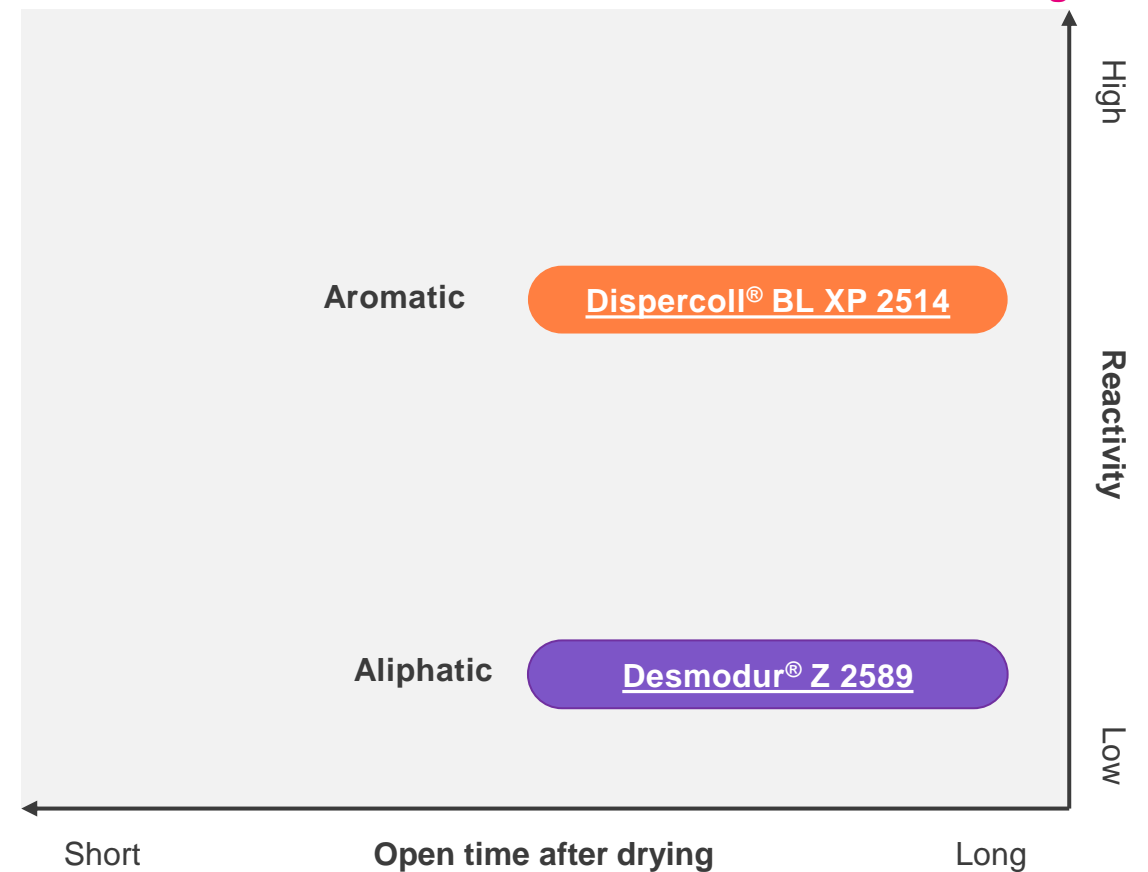 High
Aromatic
Dispercoll® BL XP 2514
Reactivity
Aliphatic
Desmodur® Z 2589
Low
Short
Open time after drying
Long